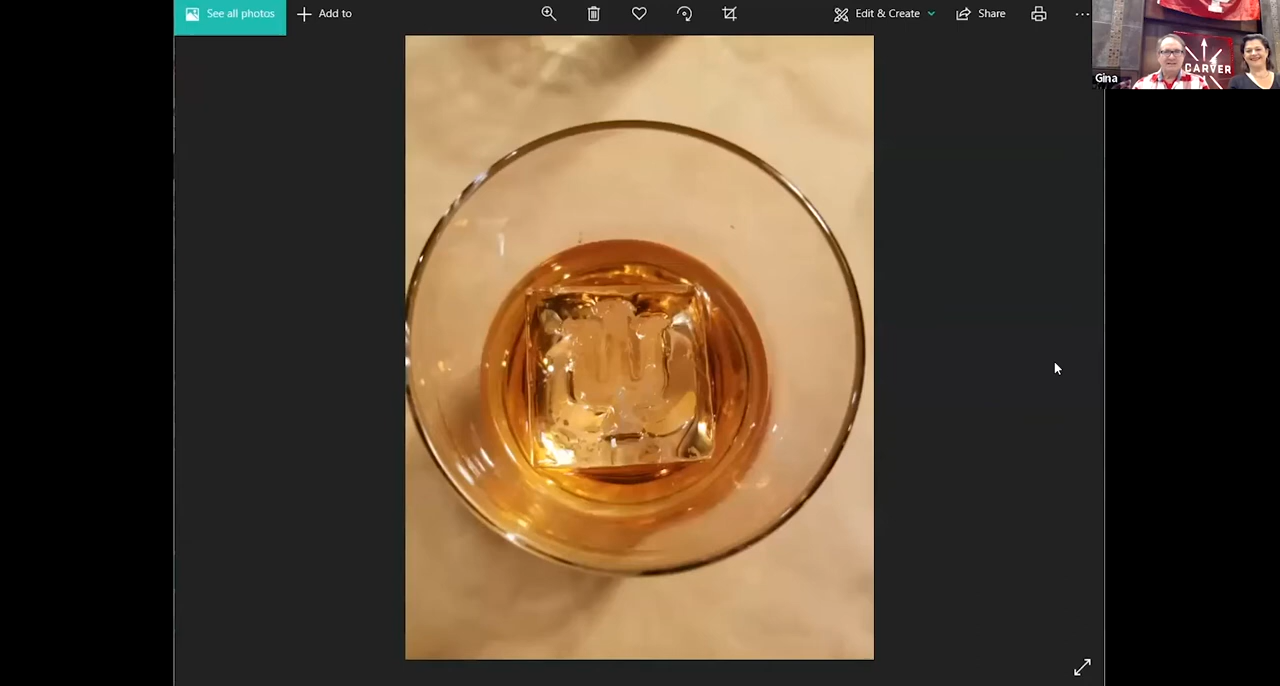 See all photos
Add to
Edit & Create
Share
Gina
CARVER